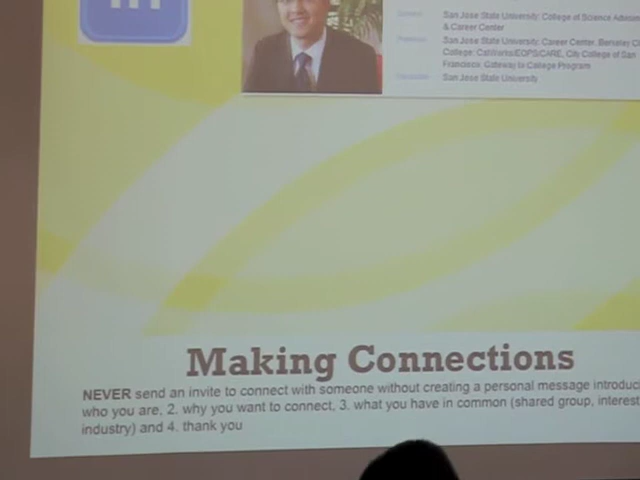 in
San Jose State University: College of Science
& Career Center
San Jose State University: Career Center, Berkeley City
College: CalWorks/EOPS/CARE, City College of San
Francisco: Gateway to College Program
San Jose State University
Making Connections
NEVER send an invite to connect with someone without creating a personal message
who you are, 2. why you want to connect, 3. what you have in common (shared group, interest
industry) and 4. thank you